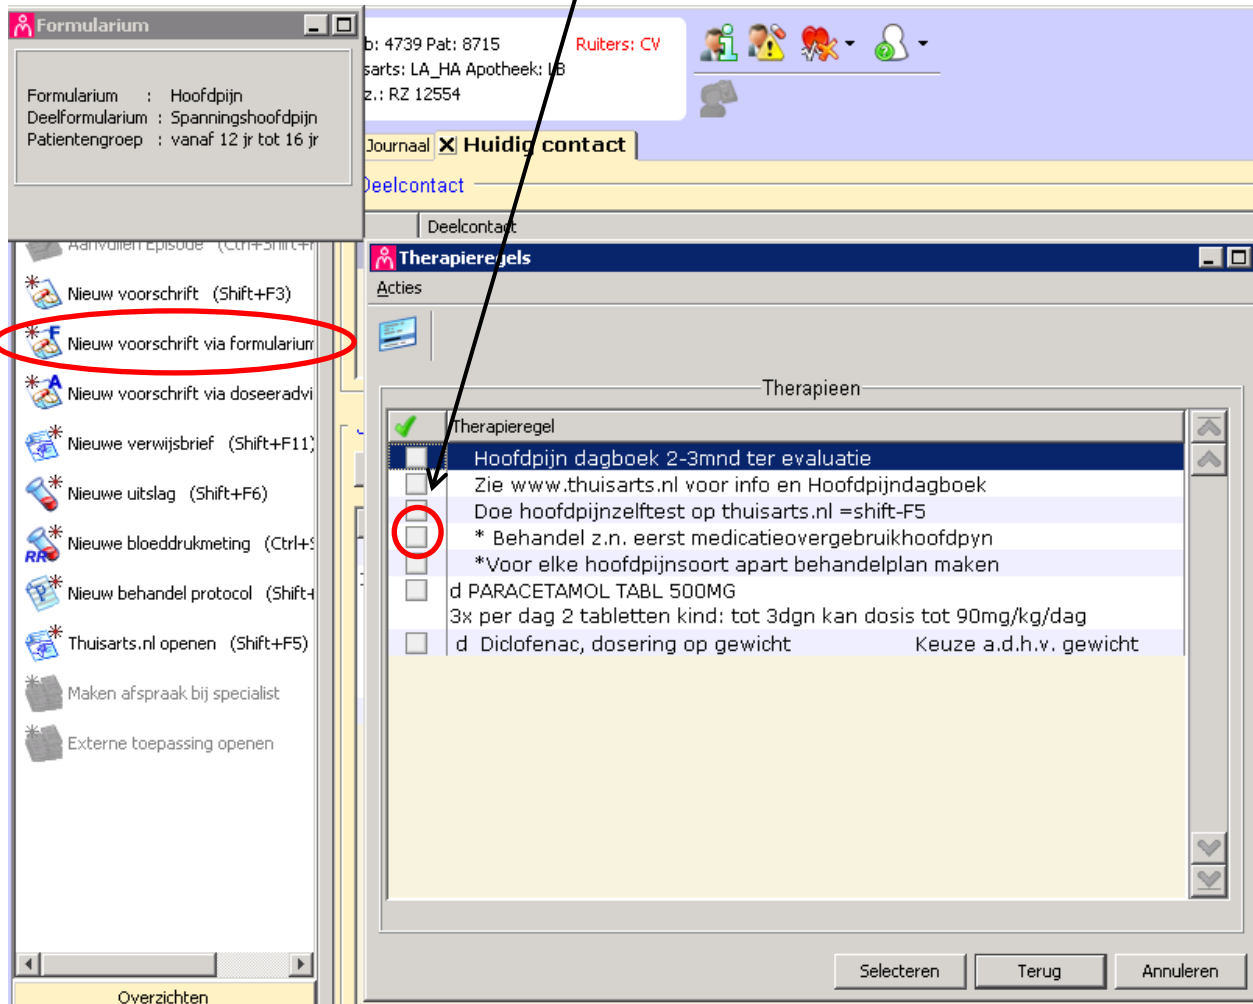 Formularium
Formularium : Hoofdpijn
Deelformularium : Spanningshoofdpijn
Patientengroep : vanaf 12 jr tot 16 jr
b: 4739 Pat: 8715 Ruiters: CV
sarts: LA_HA Apotheek: LB
z.: RZ 12554
Journaal Huidig contact
Deelcontact
Deelcontact
Aanvullen Episode (Ctrl+Shift+F
Nieuw voorschrift (Shift+F3)
Nieuw voorschrift via formularium
Nieuw voorschrift via doseeradvi
Nieuwe verwijsbrief (Shift+F11)
Nieuwe uitslag (Shift+F6)
Nieuwe bloeddrukmeting (Ctrl+S
Nieuw behandel protocol (Shift+
Thuisarts.nl openen (Shift+F5)
Maken afspraak bij specialist
Externe toepassing openen
Overzichten
Therapieregels
Acties
Therapieen
Therapieregel
Hoofdpijn dagboek 2-3mnd ter evaluatie
Zie www.thuisarts.nl voor info en Hoofdpijndagboek
Doe hoofdpijnzelftest op thuisarts.nl =shift-F5
* Behandel z.n. eerst medicatieovergebruikhoofdpyn
*Voor elke hoofdpijnsoort apart behandelplan maken
d PARACETAMOL TABL 500MG
3x per dag 2 tabletten kind: tot 3dgn kan dosis tot 90mg/kg/dag
d Diclofenac, dosering op gewicht Keuze a.d.h.v. gewicht
Selecteren Terug Annuleren